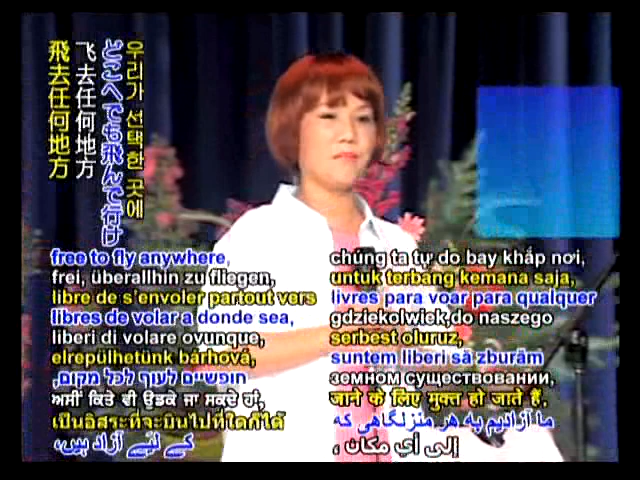 飛去任何地方
飞去任何地方
どこへでも飛んで行け
우리가 선택한 곳에
free to fly anywhere,
frei, überallhin zu fliegen,
libre de s'envoler partout vers
libres de volar a donde sea,
liberi di volare ovunque,
elrepülhetünk bárhová,
חופשיים לעוף לכל מקום,
ਅਸੀਂ ਕਿਤੇ ਵੀ ਉਡਕੇ ਜਾ ਸਕਦੇ ਹਾਂ,
เป็นอิสระที่จะบินไปที่ใดก็ได้
کے لیے آزاد ہیں،
chúng ta tự do bay khắp nơi,
untuk terbang kemana saja,
livres para voar para qualquer
gdziekolwiek,do naszego
serbest oluruz,
suntem liberi să zburăm
земном существовании,
जाने के लिए मुक्त हो जाते हैं,
ما آزادیم به هر منزلگاهی که
إلى أي مكان ،